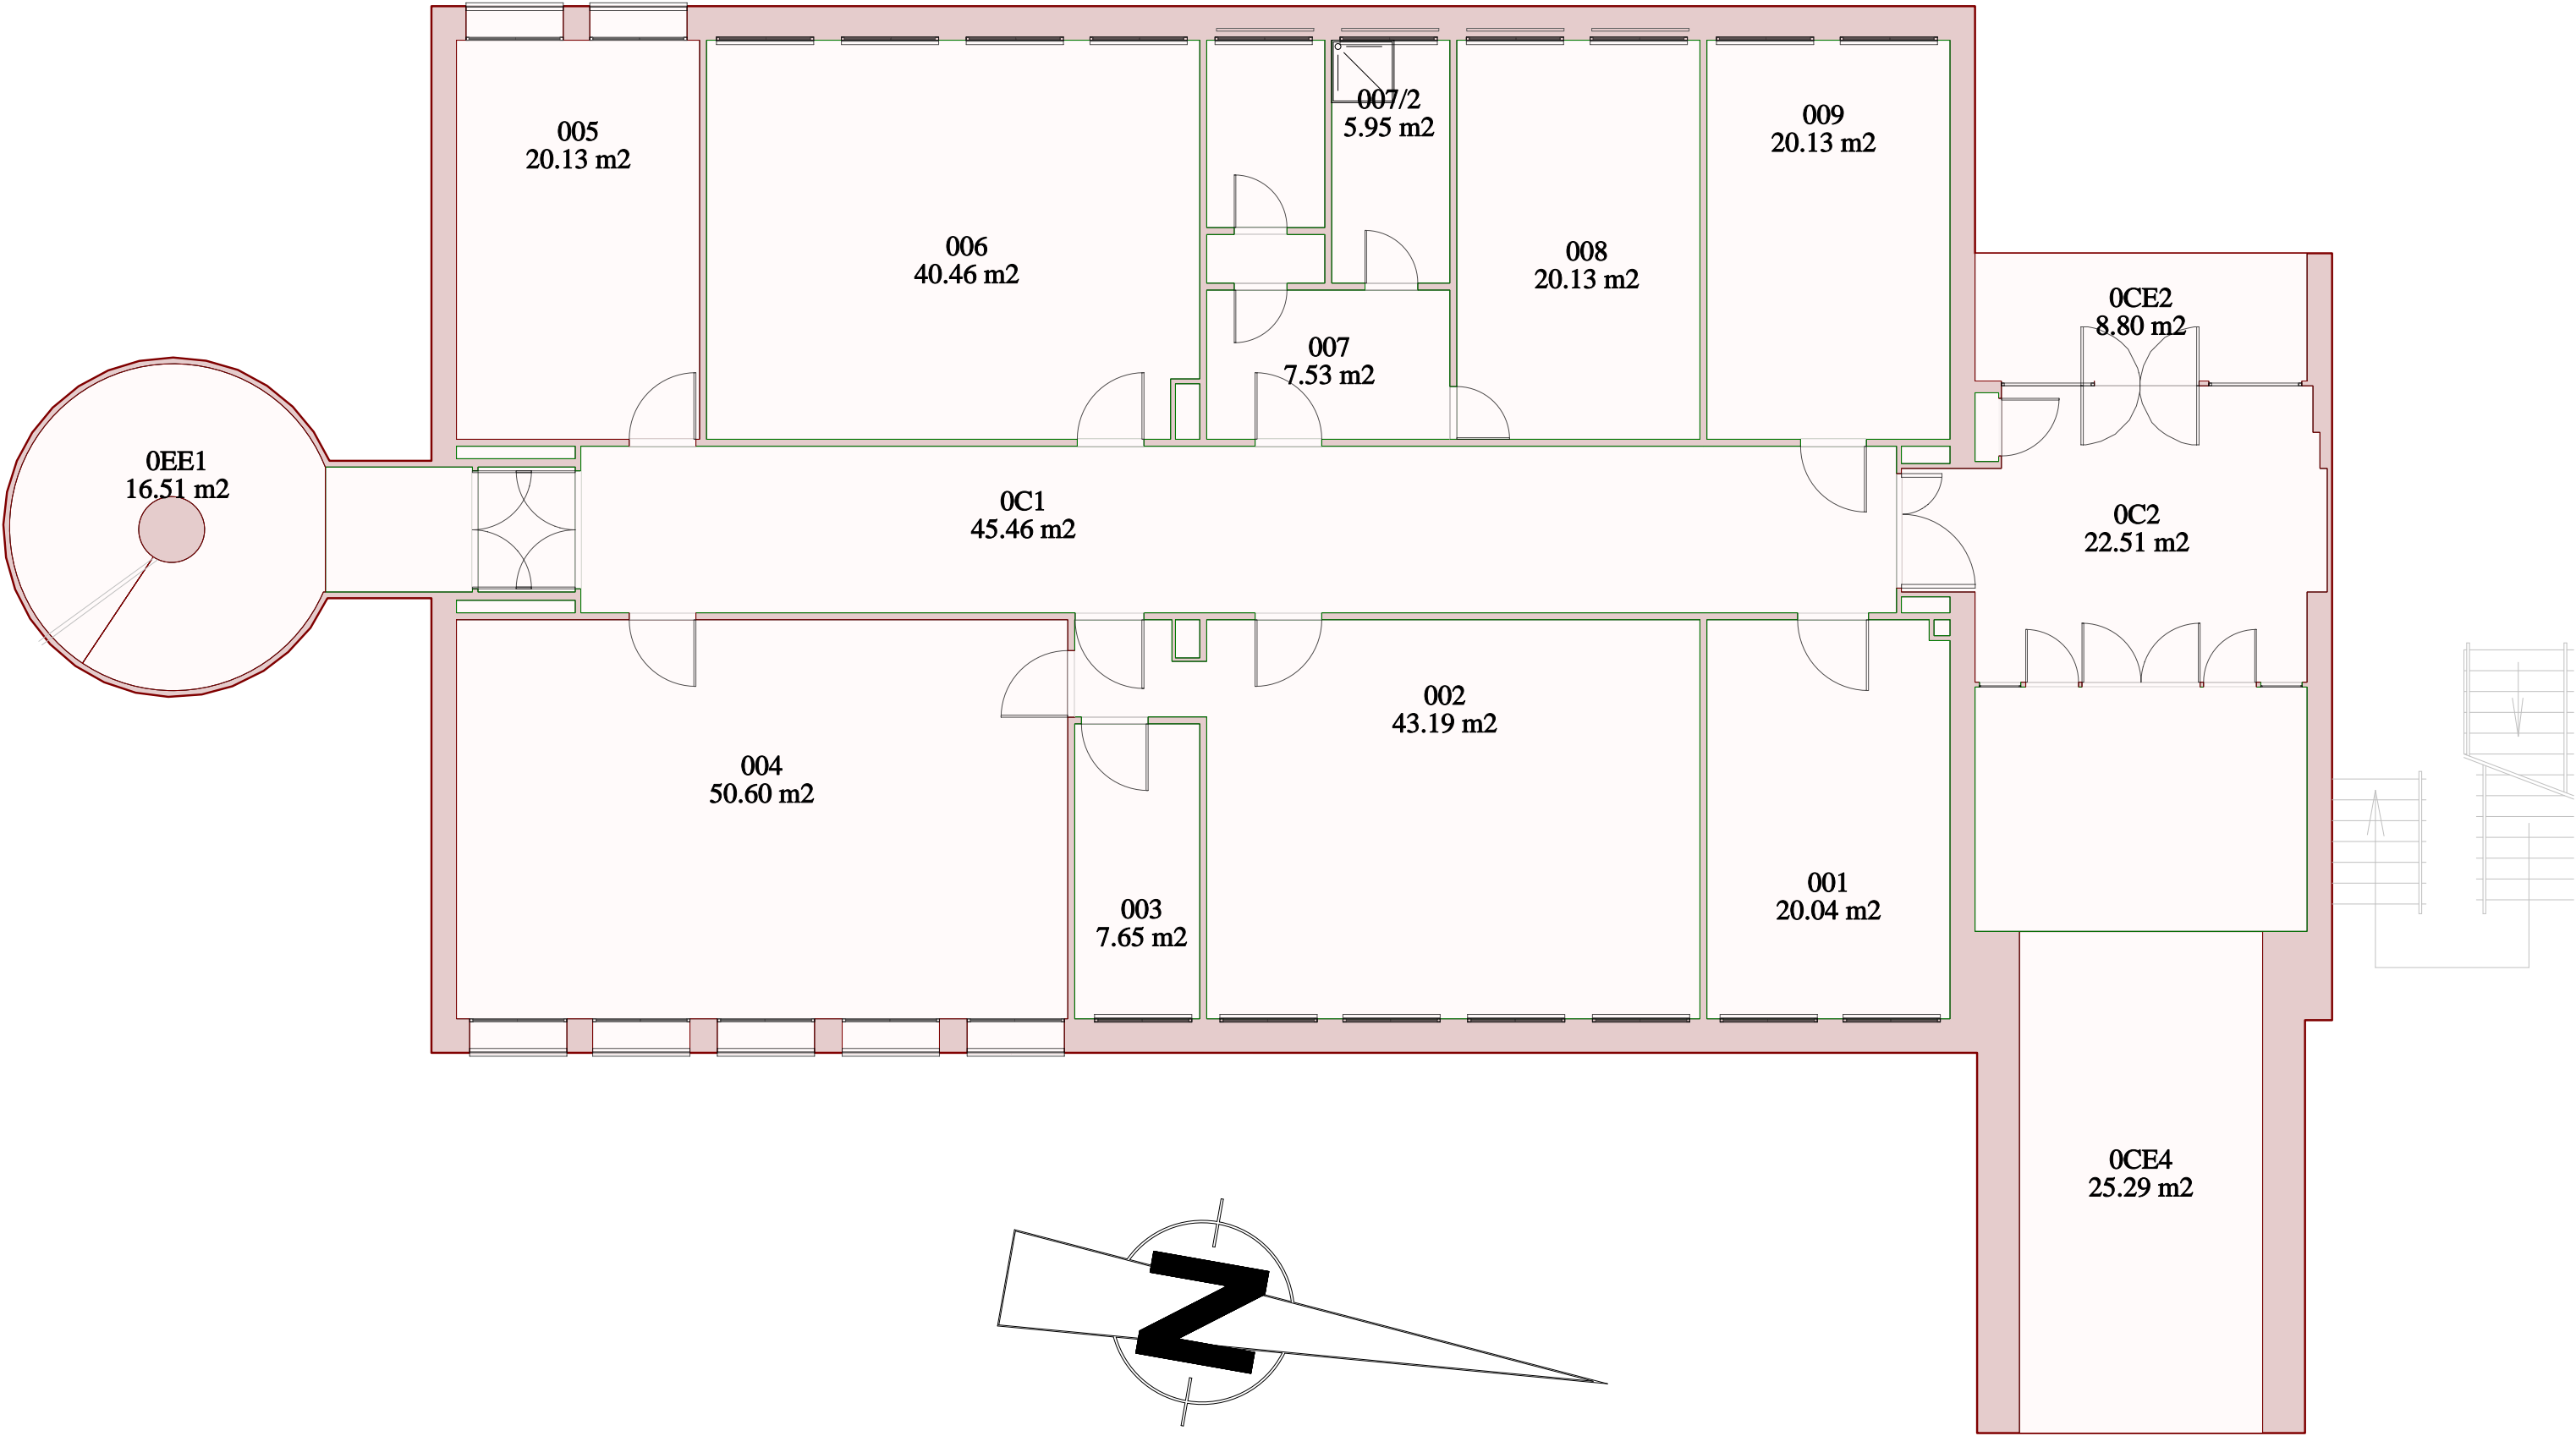 005
20.13 m2
006
40.46 m2
007/2
5.95 m2
008
20.13 m2
009
20.13 m2
007
7.53 m2
0CE2
8.80 m2
0EE1
16.51 m2
0C1
45.46 m2
0C2
22.51 m2
004
50.60 m2
003
7.65 m2
002
43.19 m2
001
20.04 m2
0CE4
25.29 m2
N